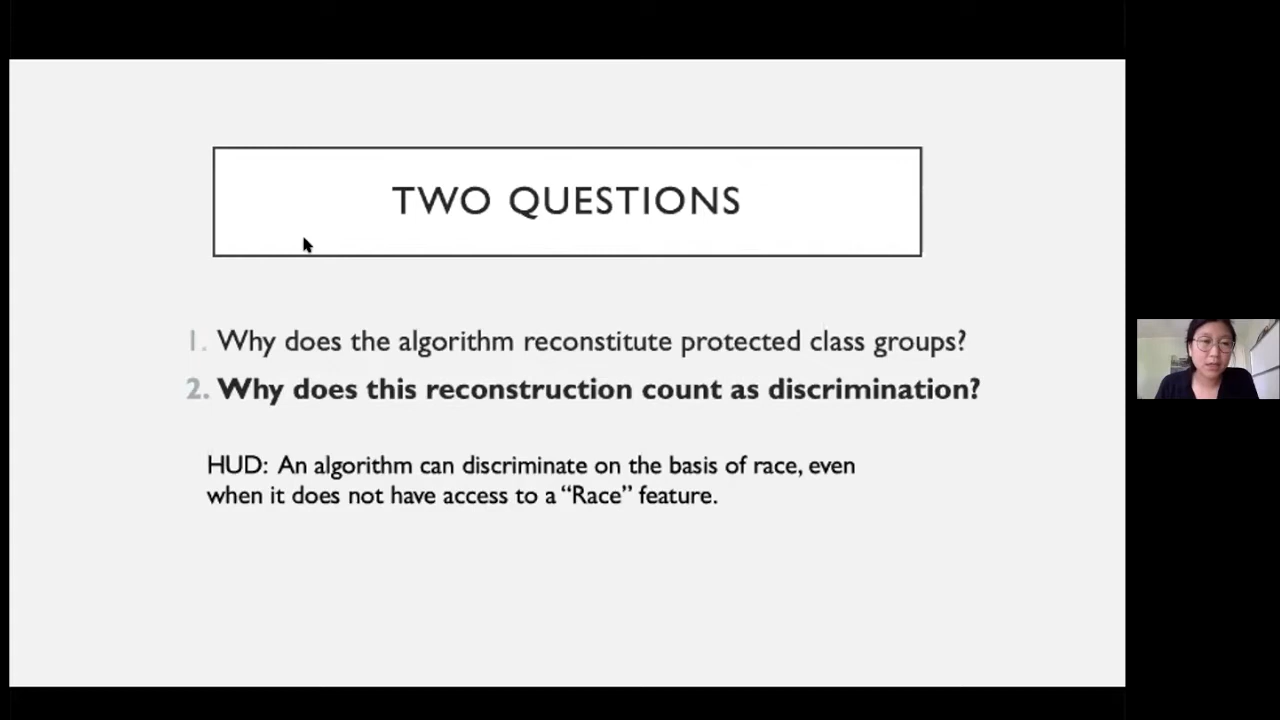 TWO QUESTIONS
1. Why does the algorithm reconstitute protected class groups?
2. Why does this reconstruction count as discrimination?
HUD: An algorithm can discriminate on the basis of race, even
when it does not have access to a “Race” feature.